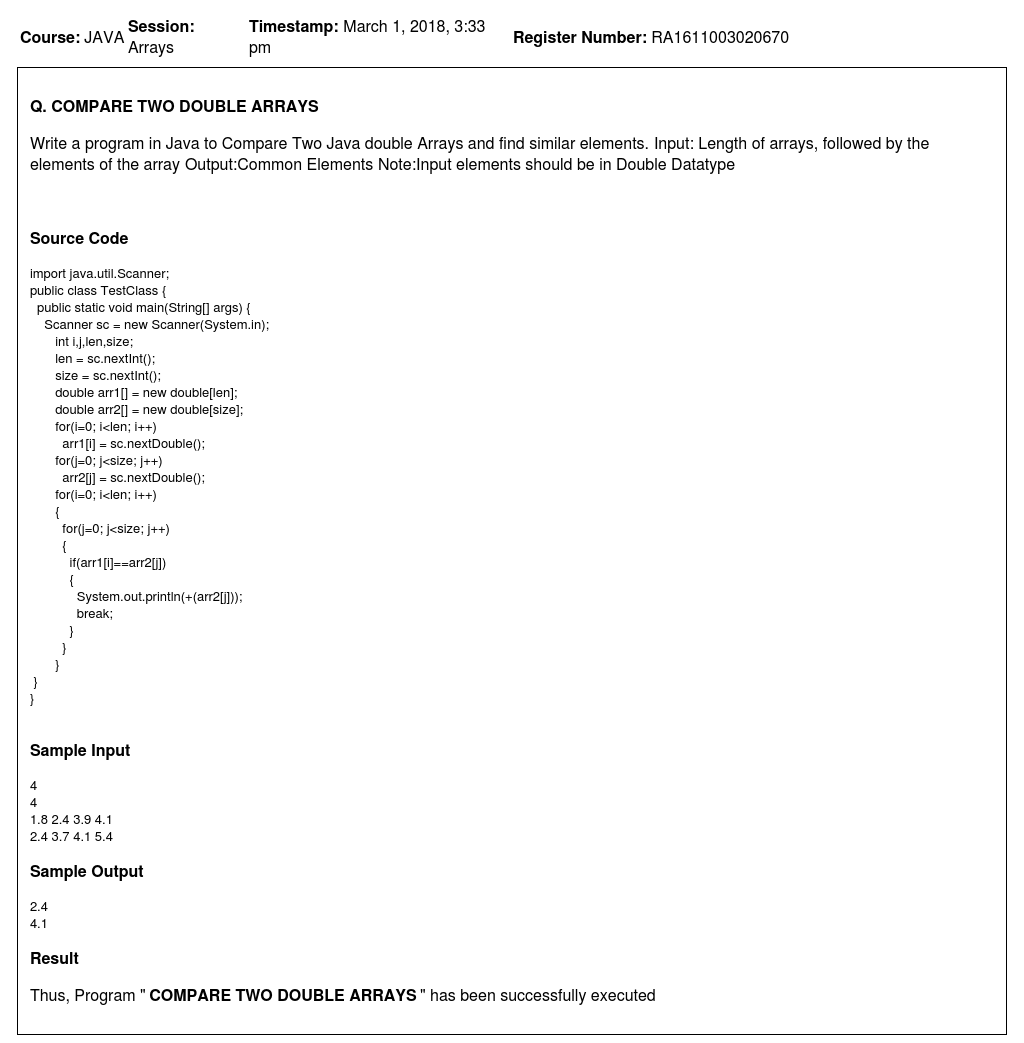 Course: JAVA Session: Arrays Timestamp: March 1, 2018, 3:33 pm Register Number: RA1611003020670
Q. COMPARE TWO DOUBLE ARRAYS
Write a program in Java to Compare Two Java double Arrays and find similar elements. Input: Length of arrays, followed by the
elements of the array Output:Common Elements Note:Input elements should be in Double Datatype
Source Code
import java.util.Scanner;
public class TestClass {
  public static void main(String[] args) {
    Scanner sc = new Scanner(System.in);
       int i,j,len,size;
       len = sc.nextInt();
       size = sc.nextInt();
       double arr1[] = new double[len];
       double arr2[] = new double[size];
       for(i=0; i<len; i++)
         arr1[i] = sc.nextDouble();
       for(j=0; j<size; j++)
         arr2[j] = sc.nextDouble();
       for(i=0; i<len; i++)
       {
         for(j=0; j<size; j++)
         {
           if(arr1[i]==arr2[j])
           {
             System.out.println(+(arr2[j]));
             break;
           }
         }
       }
 }
}
Sample Input
4
4
1.8 2.4 3.9 4.1
2.4 3.7 4.1 5.4
Sample Output
2.4
4.1
Result
Thus, Program " COMPARE TWO DOUBLE ARRAYS " has been successfully executed